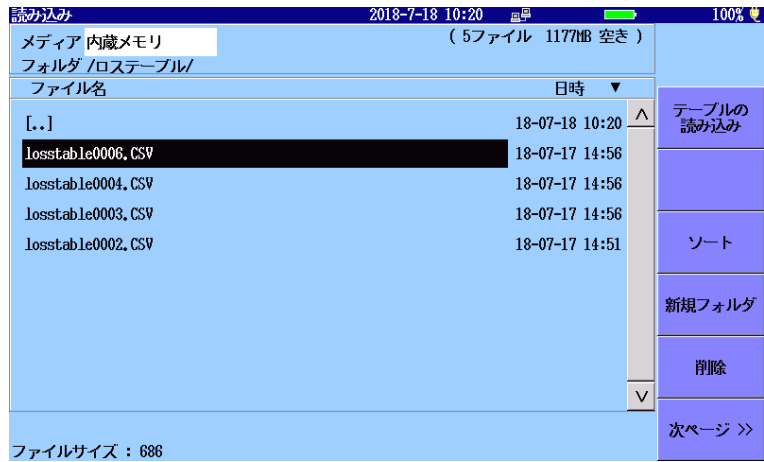 読み込み 2018-7-18 10:20 100%
メディア 内蔵メモリ ( 5ファイル 1177MB 空き )
フォルダ /ロステーブル/
ファイル名 日時 ▼
[..] 18-07-18 10:20
losstable0006.CSV 18-07-17 14:56
losstable0004.CSV 18-07-17 14:56
losstable0003.CSV 18-07-17 14:56
losstable0002.CSV 18-07-17 14:51
テーブルの
読み込み
ソート
新規フォルダ
削除
次ページ >>
ファイルサイズ : 686